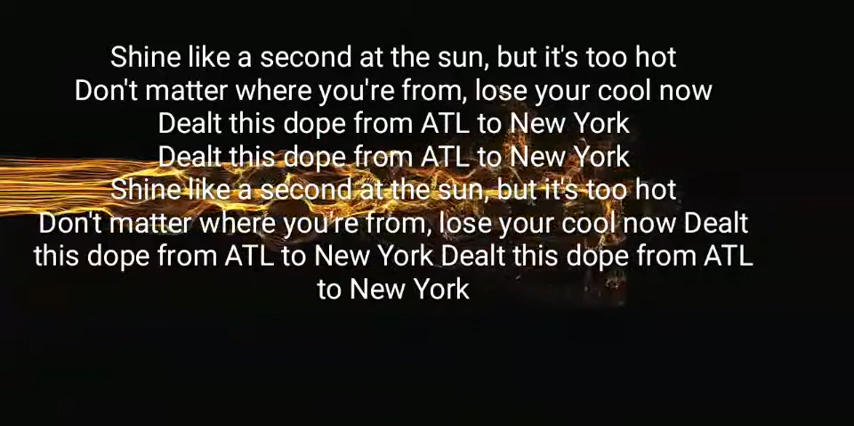 Shine like a second at the sun, but it's too hot
Don't matter where you're from, lose your cool now
Dealt this dope from ATL to New York
Dealt this dope from ATL to New York
Shine like a second at the sun, but it's too hot
Don't matter where you're from, lose your cool now Dealt
this dope from ATL to New York Dealt this dope from ATL
to New York